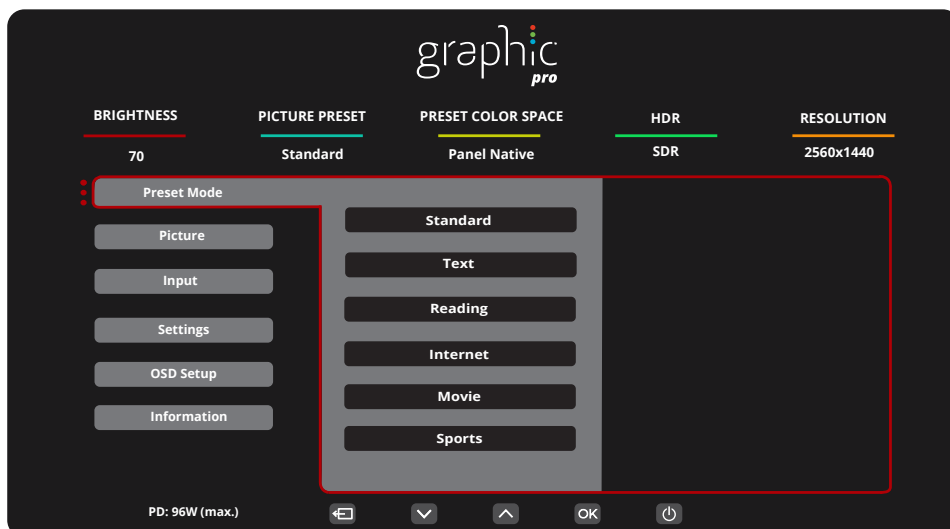 graphic
pro
BRIGHTNESS PICTURE PRESET PRESET COLOR SPACE HDR RESOLUTION
70 Standard Panel Native SDR 2560x1440
Preset Mode
Picture
Input
Settings
OSD Setup
Information
Standard
Text
Reading
Internet
Movie
Sports
PD: 96W (max.) OK